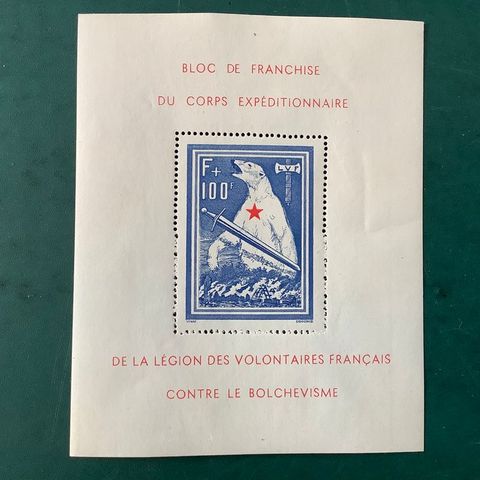 BLOC DE FRANCHISE
DU CORPS EXPÉDITIONNAIRE
F +
100F
LVF
DE LA LÉGION DES VOLONTAIRES FRANÇAIS
CONTRE LE BOLCHEVISME